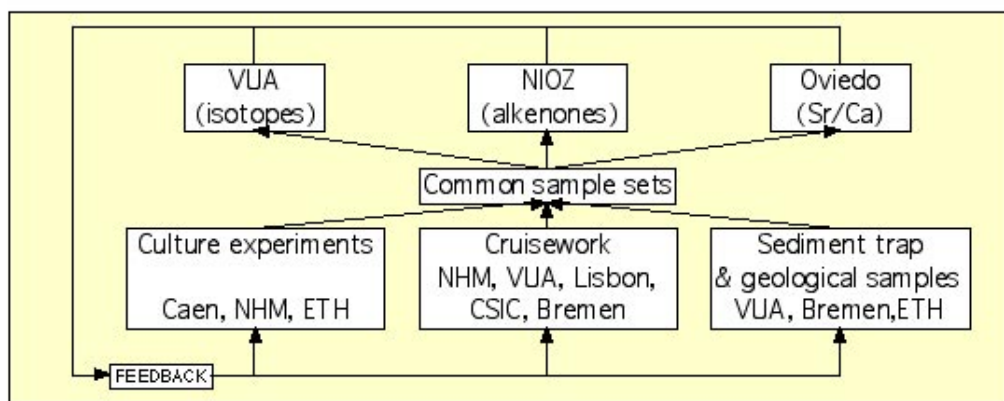 VUA
(isotopes)
NIOZ
(alkenones)
Oviedo
(Sr/Ca)
Common sample sets
Culture experiments
Caen, NHM, ETH
Cruisework
NHM, VUA, Lisbon,
CSIC, Bremen
Sediment trap
& geological samples
VUA, Bremen,ETH
FEEDBACK